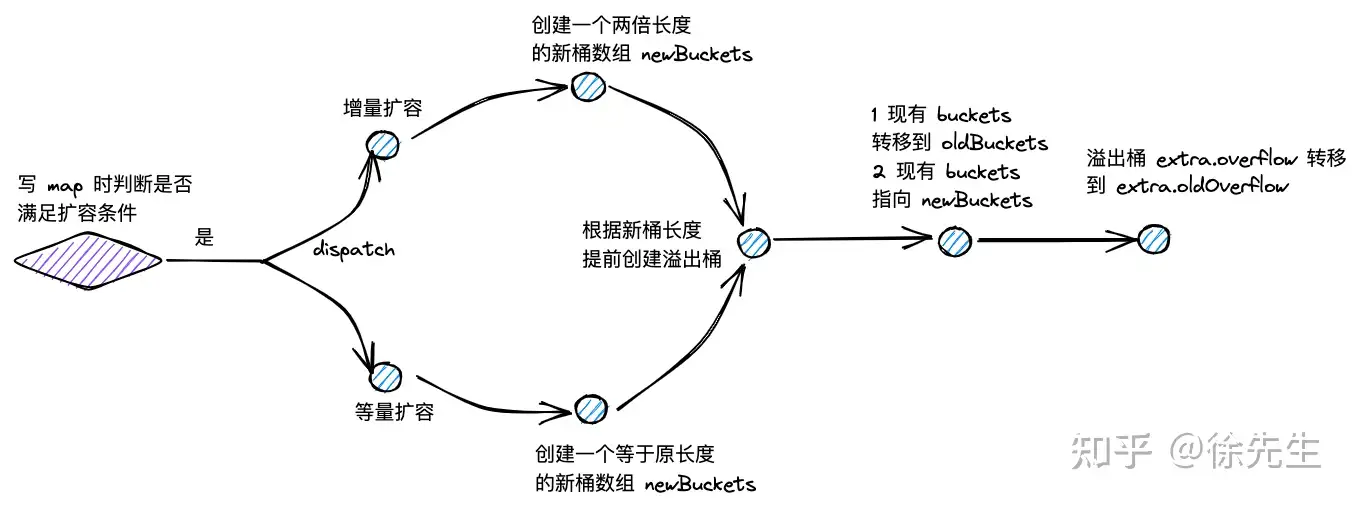 写 map 时判断是否
满足扩容条件
是
dispatch
增量扩容
创建一个两倍长度
的新桶数组 newBuckets
等量扩容
创建一个等于原长度
的新桶数组 newBuckets
根据新桶长度
提前创建溢出桶
1 现有 buckets
转移到 oldBuckets
2 现有 buckets
指向 newBuckets
溢出桶 extra.overflow 转移
到 extra.oldOverflow
知乎 @徐先生